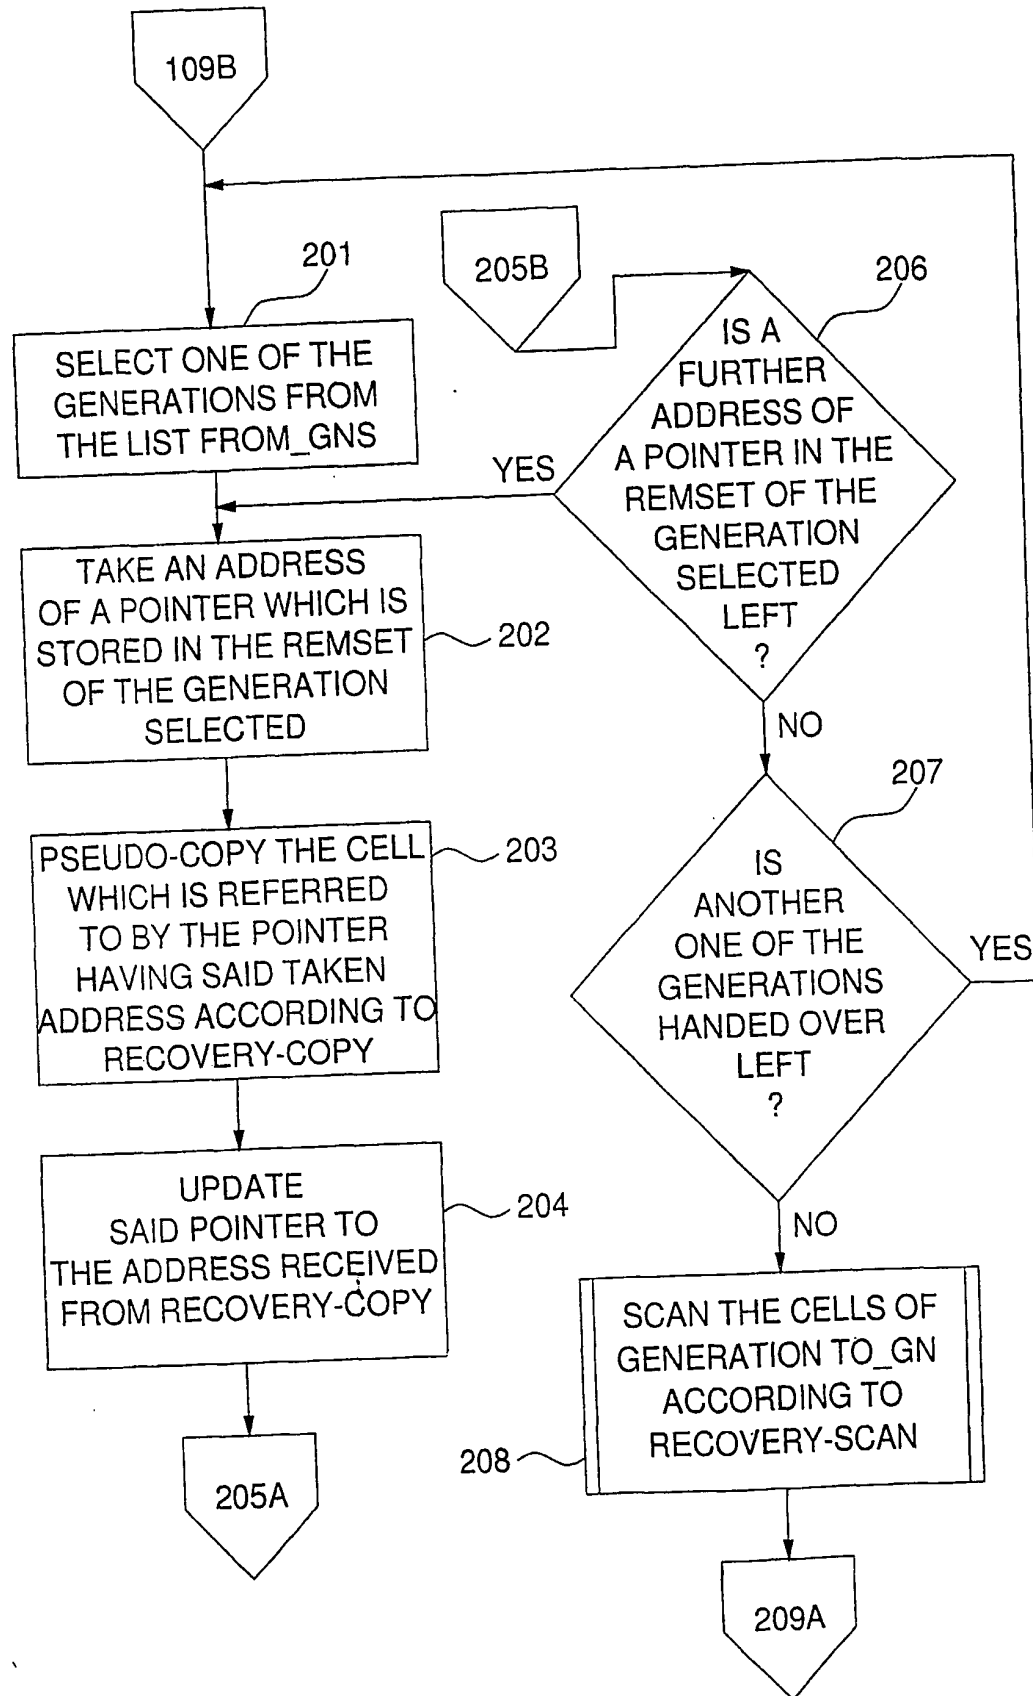 109B
201
SELECT ONE OF THE
GENERATIONS FROM
THE LIST FROM_GNS
TAKE AN ADDRESS
OF A POINTER WHICH IS
STORED IN THE REMSET
OF THE GENERATION
SELECTED
202
PSEUDO-COPY THE CELL
WHICH IS REFERRED
TO BY THE POINTER
HAVING SAID TAKEN
ADDRESS ACCORDING TO
RECOVERY-COPY
203
UPDATE
SAID POINTER TO
THE ADDRESS RECEIVED
FROM RECOVERY-COPY
204
205A
205B
206
IS A
FURTHER
ADDRESS OF
A POINTER IN THE
REMSET OF THE
GENERATION
SELECTED
LEFT
?
YES
NO
207
IS
ANOTHER
ONE OF THE
GENERATIONS
HANDED OVER
LEFT
?
YES
NO
SCAN THE CELLS OF
GENERATION TO_GN
ACCORDING TO
RECOVERY-SCAN
208
209A